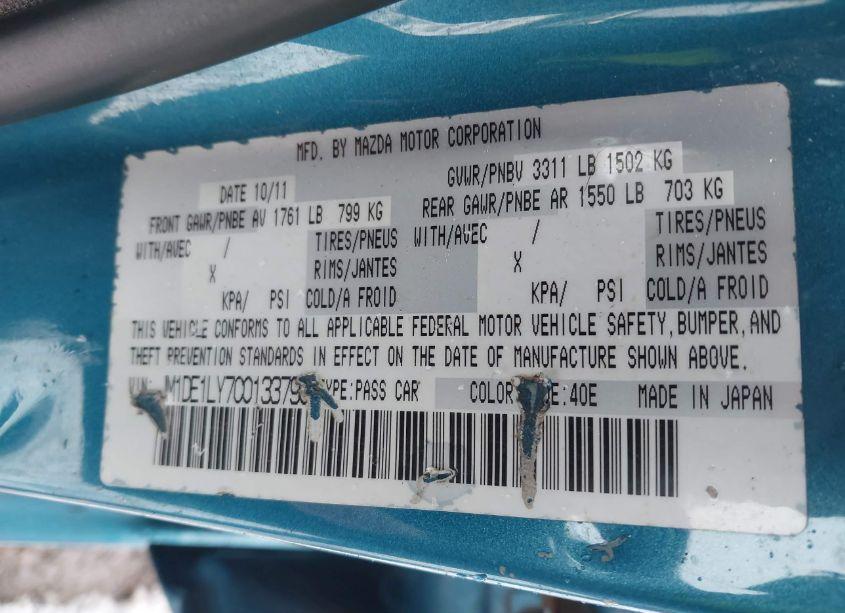 MFD. BY MAZDA MOTOR CORPORATION
DATE 10/11 GVWR/PNBV 3311 LB 1502 KG
FRONT GAWR/PNBE AV 1761 LB 799 KG REAR GAWR/PNBE AR 1550 LB 703 KG
WITH/AVEC / TIRES/PNEUS WITH/AVEC / TIRES/PNEUS
X RIMS/JANTES X RIMS/JANTES
KPA/ PSI COLD/A FROID KPA/ PSI COLD/A FROID
THIS VEHICLE CONFORMS TO ALL APPLICABLE FEDERAL MOTOR VEHICLE SAFETY, BUMPER, AND
THEFT PREVENTION STANDARDS IN EFFECT ON THE DATE OF MANUFACTURE SHOWN ABOVE.
TYPE:PASS CAR COLOR :40E MADE IN JAPAN